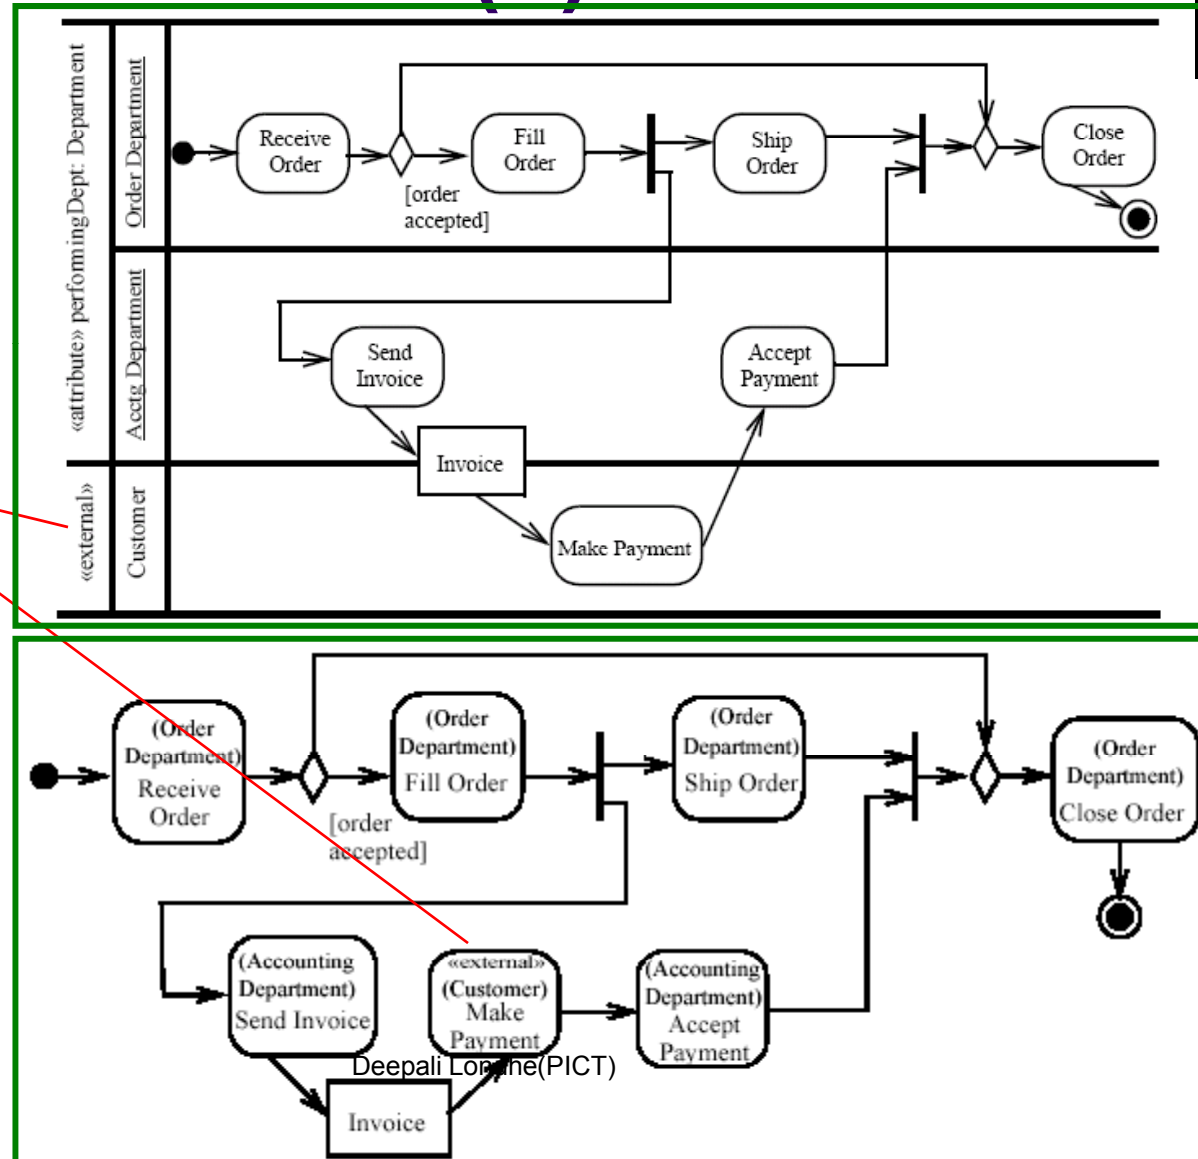 «attribute» performingDept: Department
Order Department
Receive
Order
[order
accepted]
Fill
Order
Ship
Order
Close
Order
Acctg Department
Send
Invoice
Accept
Payment
Invoice
«external»
Customer
Make Payment
(Order
Department)
Receive
Order
[order
accepted]
(Order
Department)
Fill Order
(Order
Department)
Ship Order
(Order
Department)
Close Order
(Accounting
Department)
Send Invoice
«external»
(Customer)
Make
Payment
(Accounting
Department)
Accept
Payment
Invoice